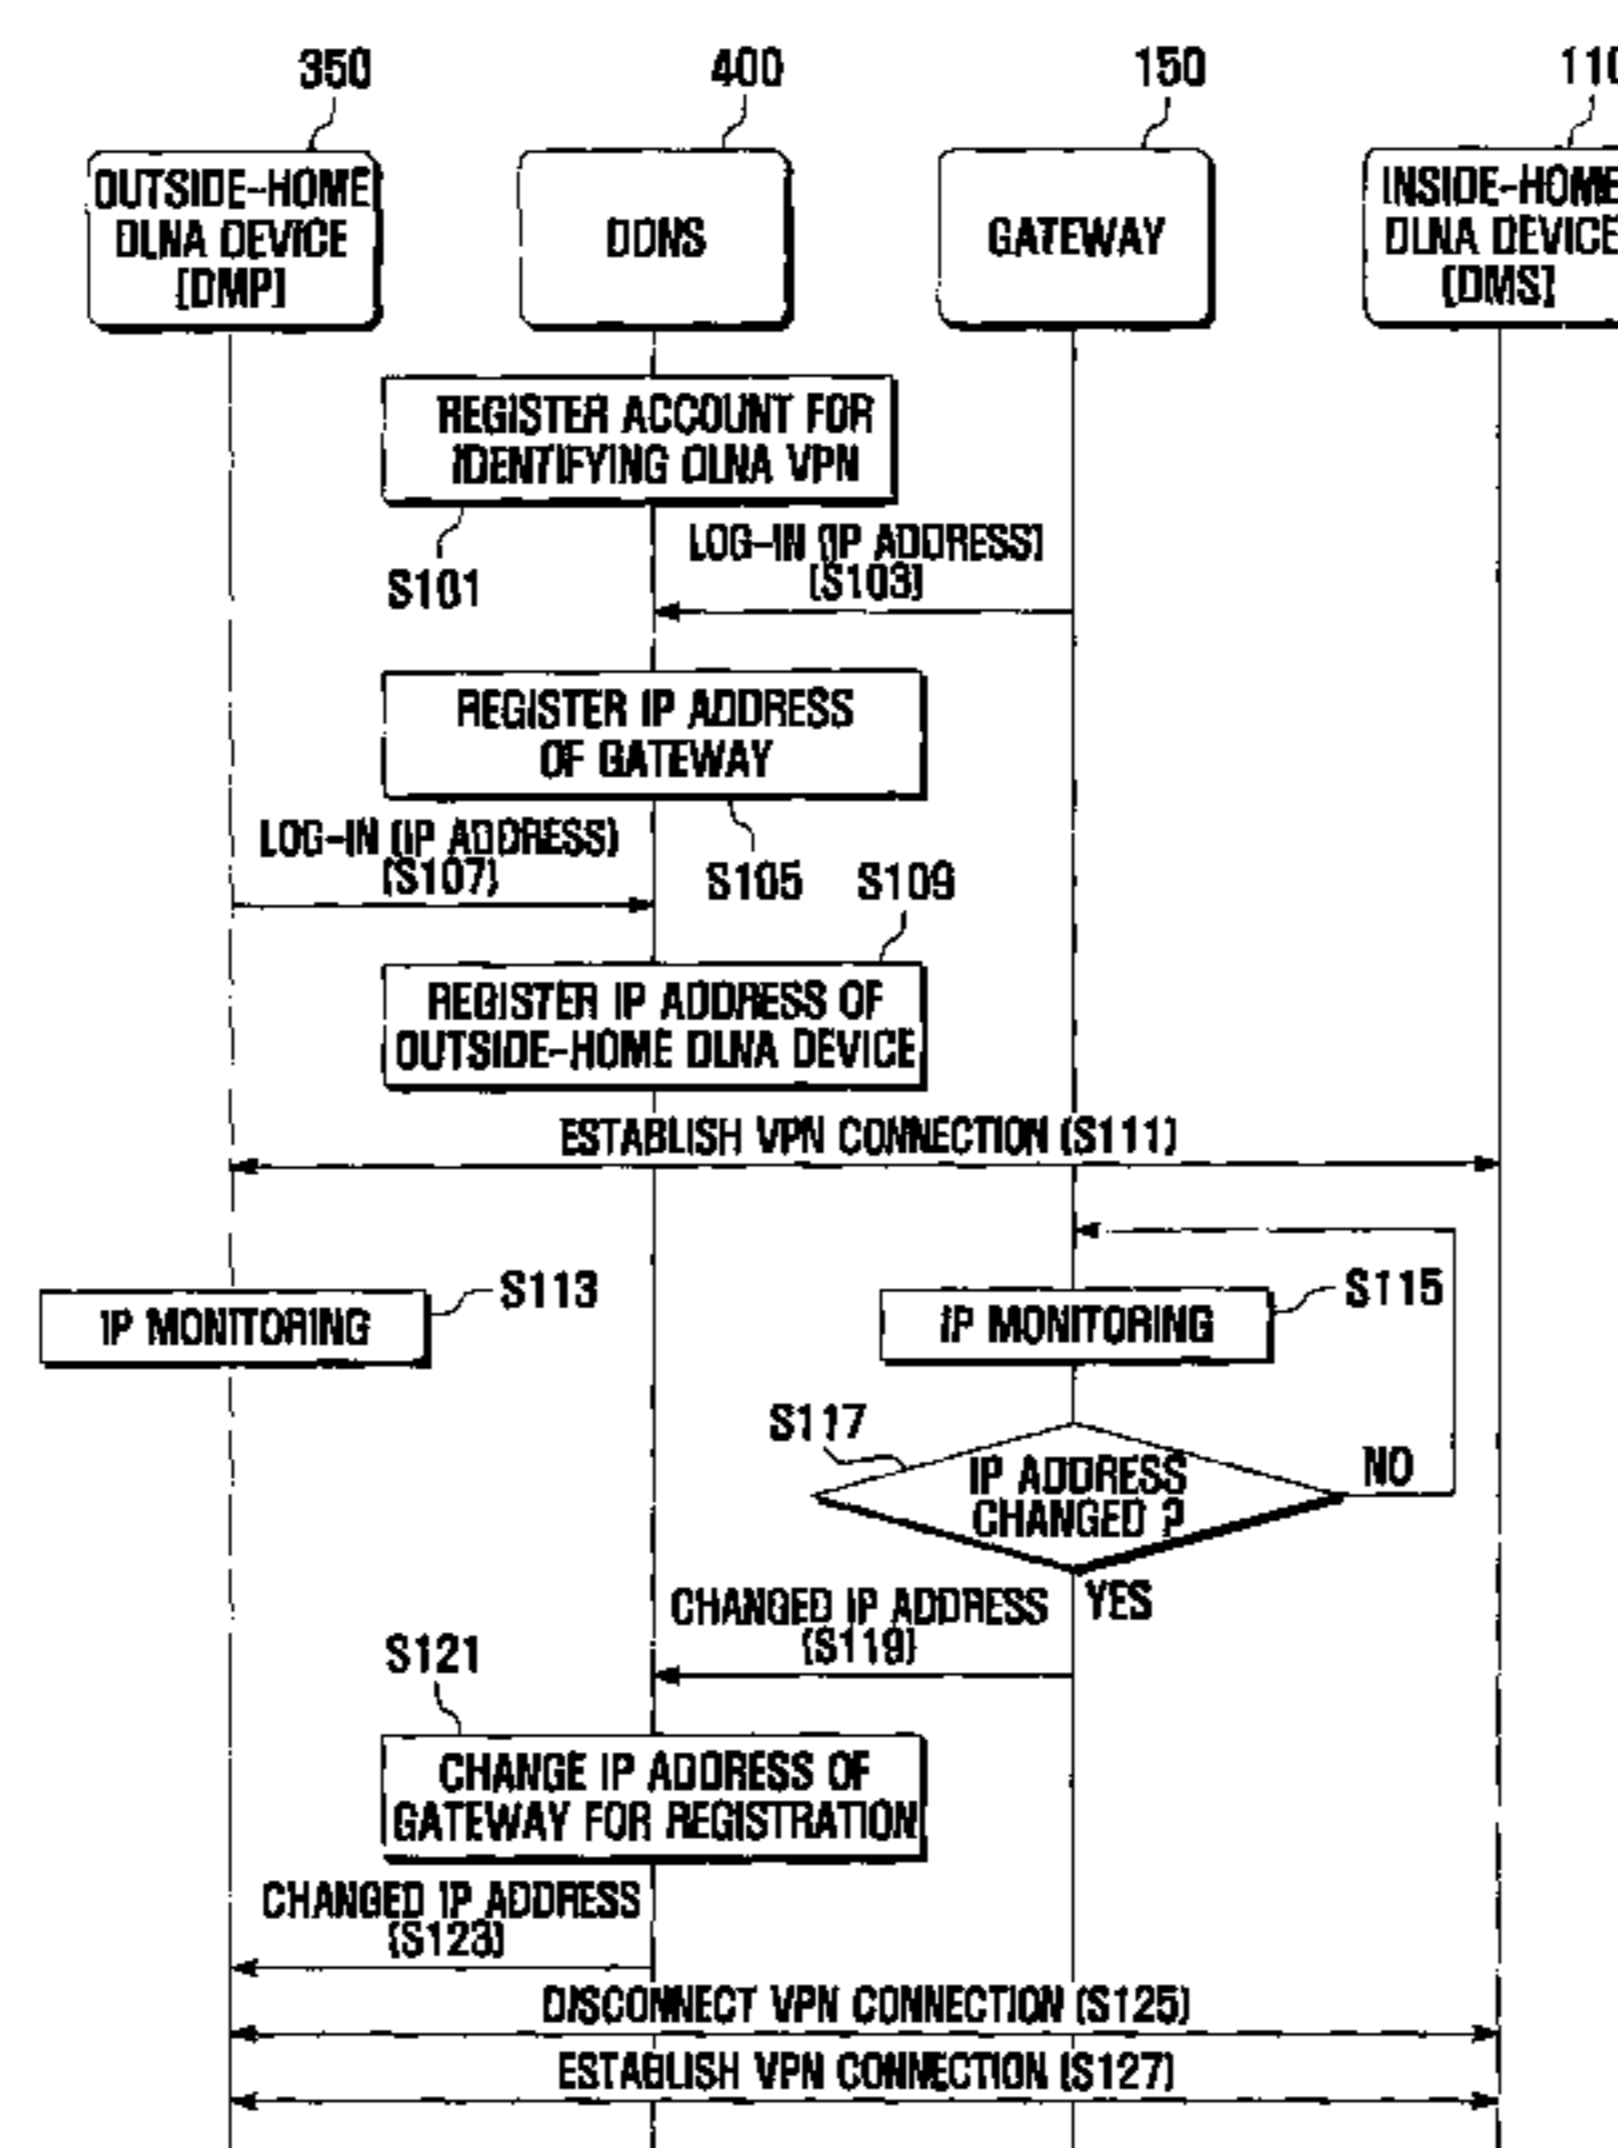 350
400
150
110
OUTSIDE-HOME
DLNA DEVICE
[DMP]
DDNS
GATEWAY
INSIDE-HOME
DLNA DEVICE
[DMS]
REGISTER ACCOUNT FOR
IDENTIFYING DLNA VPN
S101
LOG-IN (IP ADDRESS)
(S103)
REGISTER IP ADDRESS
OF GATEWAY
S105
LOG-IN (IP ADDRESS)
(S107)
S109
REGISTER IP ADDRESS OF
OUTSIDE-HOME DLNA DEVICE
ESTABLISH VPN CONNECTION (S111)
IP MONITORING
S113
IP MONITORING
S115
S117
IP ADDRESS
CHANGED ?
NO
YES
CHANGED IP ADDRESS
(S119)
S121
CHANGE IP ADDRESS OF
GATEWAY FOR REGISTRATION
CHANGED IP ADDRESS
(S123)
DISCONNECT VPN CONNECTION (S125)
ESTABLISH VPN CONNECTION (S127)